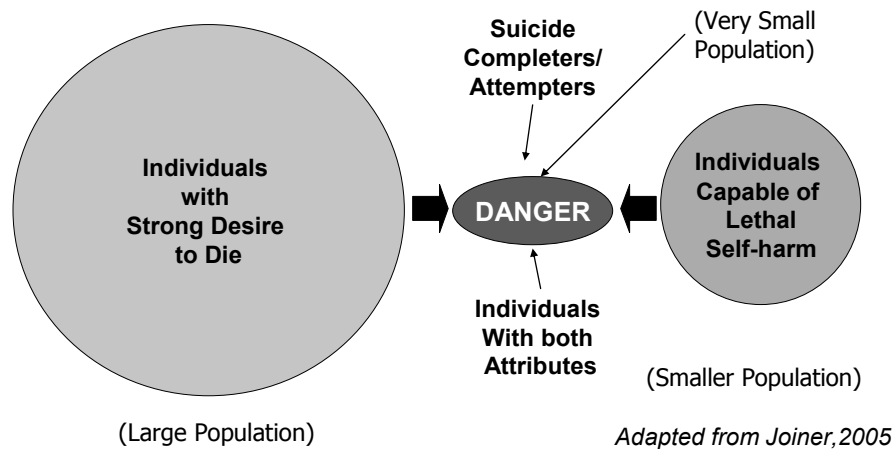 Individuals
with
Strong Desire
to Die
(Large Population)
Suicide
Completers/
Attempters
(Very Small
Population)
DANGER
Individuals
With both
Attributes
Individuals
Capable of
Lethal
Self-harm
(Smaller Population)
Adapted from Joiner,2005